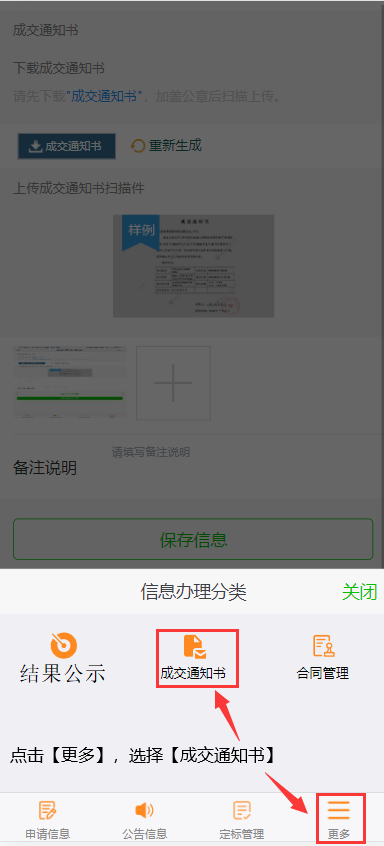 成交通知书
下载成交通知书
请先下载"成交通知书"，加盖公章后扫描上传。
成交通知书 重新生成
上传成交通知书扫描件
样例
请填写备注说明
备注说明
保存信息
信息办理分类 关闭
结果公示 成交通知书 合同管理
点击【更多】，选择【成交通知书】
申请信息 公告信息 定标管理 更多